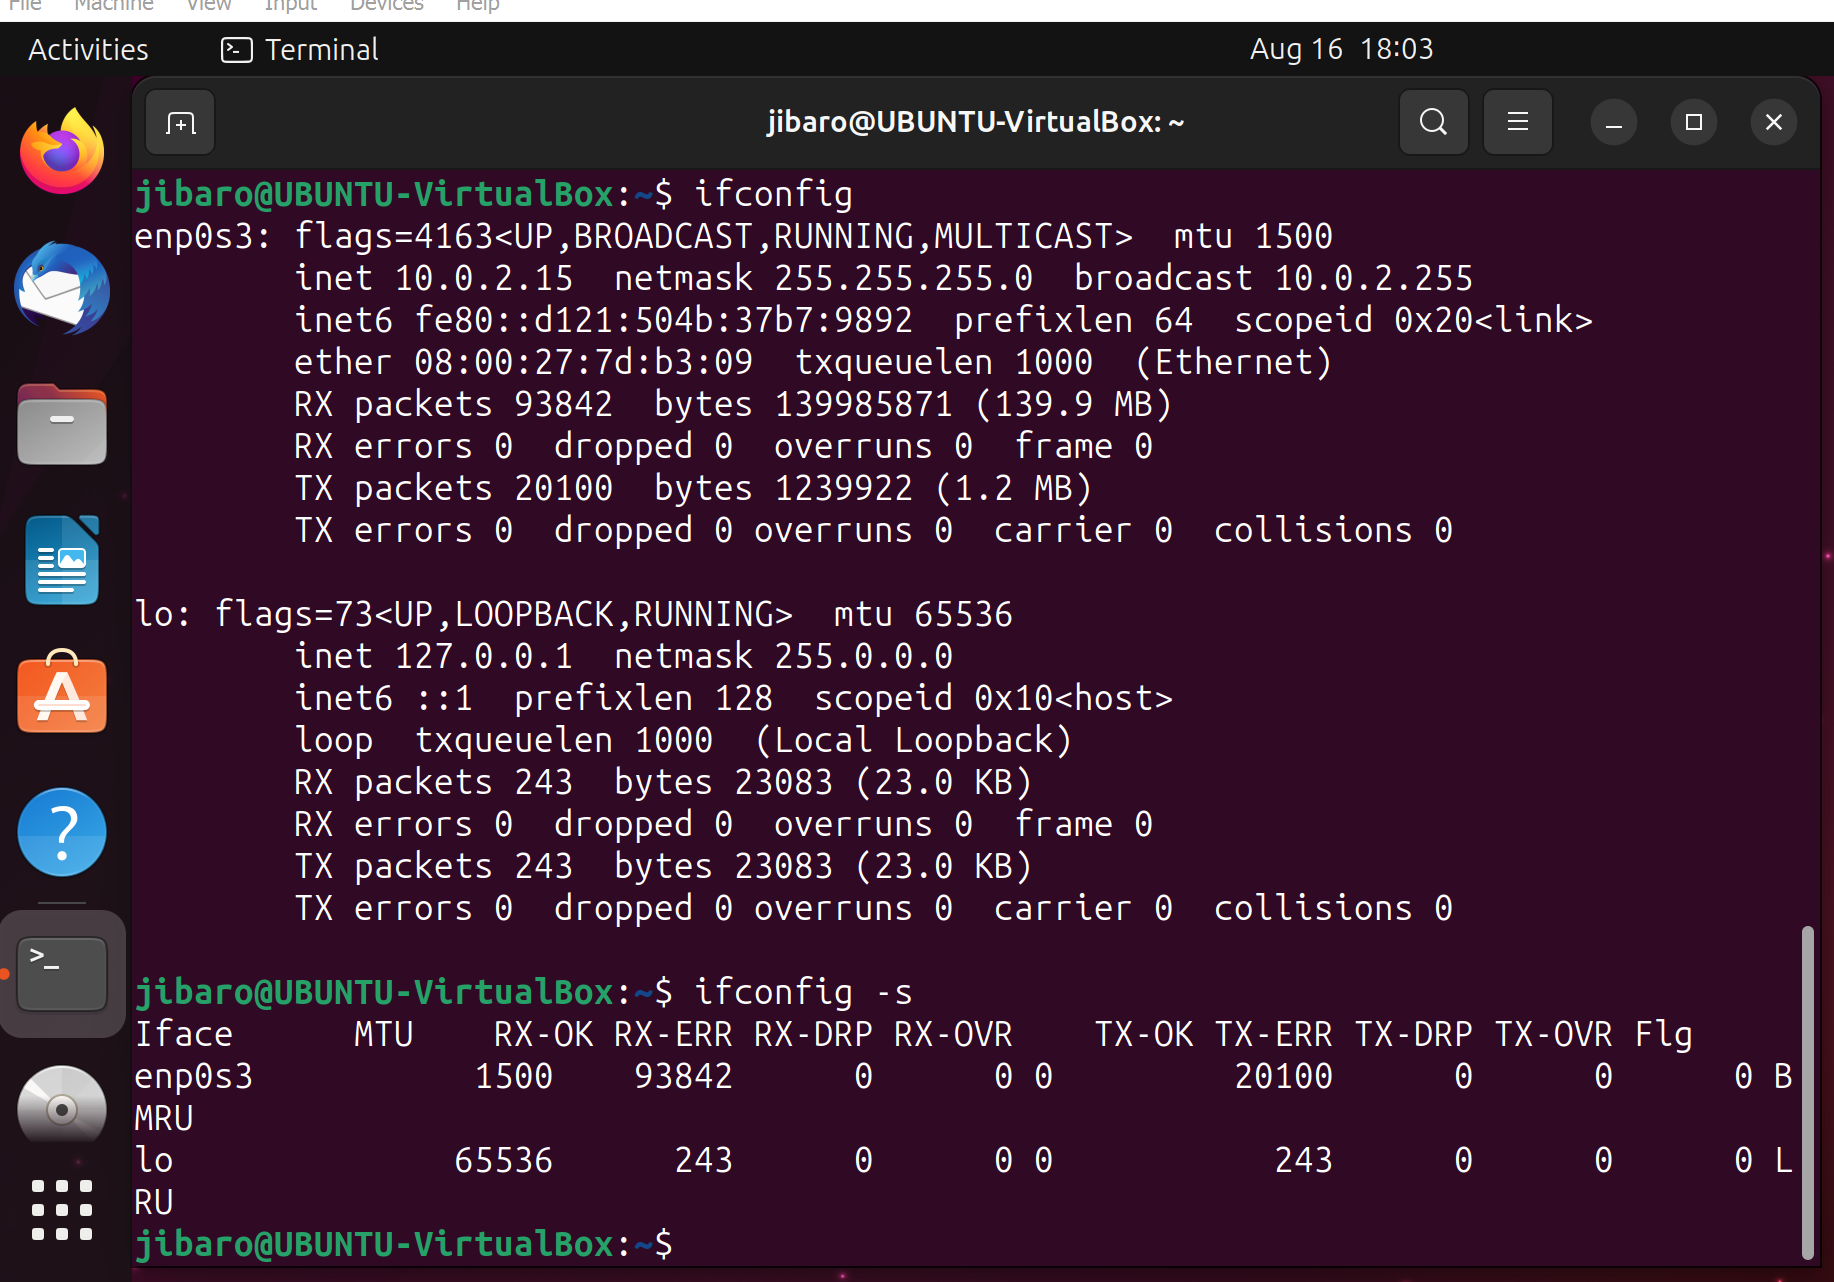 File Machine View Input Devices Help
Activities Terminal Aug 16 18:03
jibaro@UBUNTU-VirtualBox: ~
jibaro@UBUNTU-VirtualBox:~$ ifconfig
enp0s3: flags=4163<UP,BROADCAST,RUNNING,MULTICAST>  mtu 1500
        inet 10.0.2.15  netmask 255.255.255.0  broadcast 10.0.2.255
        inet6 fe80::d121:504b:37b7:9892  prefixlen 64  scopeid 0x20<link>
        ether 08:00:27:7d:b3:09  txqueuelen 1000  (Ethernet)
        RX packets 93842  bytes 139985871 (139.9 MB)
        RX errors 0  dropped 0  overruns 0  frame 0
        TX packets 20100  bytes 1239922 (1.2 MB)
        TX errors 0  dropped 0 overruns 0  carrier 0  collisions 0
lo: flags=73<UP,LOOPBACK,RUNNING>  mtu 65536
        inet 127.0.0.1  netmask 255.0.0.0
        inet6 ::1  prefixlen 128  scopeid 0x10<host>
        loop  txqueuelen 1000  (Local Loopback)
        RX packets 243  bytes 23083 (23.0 KB)
        RX errors 0  dropped 0  overruns 0  frame 0
        TX packets 243  bytes 23083 (23.0 KB)
        TX errors 0  dropped 0 overruns 0  carrier 0  collisions 0
jibaro@UBUNTU-VirtualBox:~$ ifconfig -s
Iface      MTU    RX-OK RX-ERR RX-DRP RX-OVR    TX-OK TX-ERR TX-DRP TX-OVR Flg
enp0s3           1500    93842      0      0 0         20100      0      0      0 B
MRU
lo              65536      243      0      0 0           243      0      0      0 L
RU
jibaro@UBUNTU-VirtualBox:~$